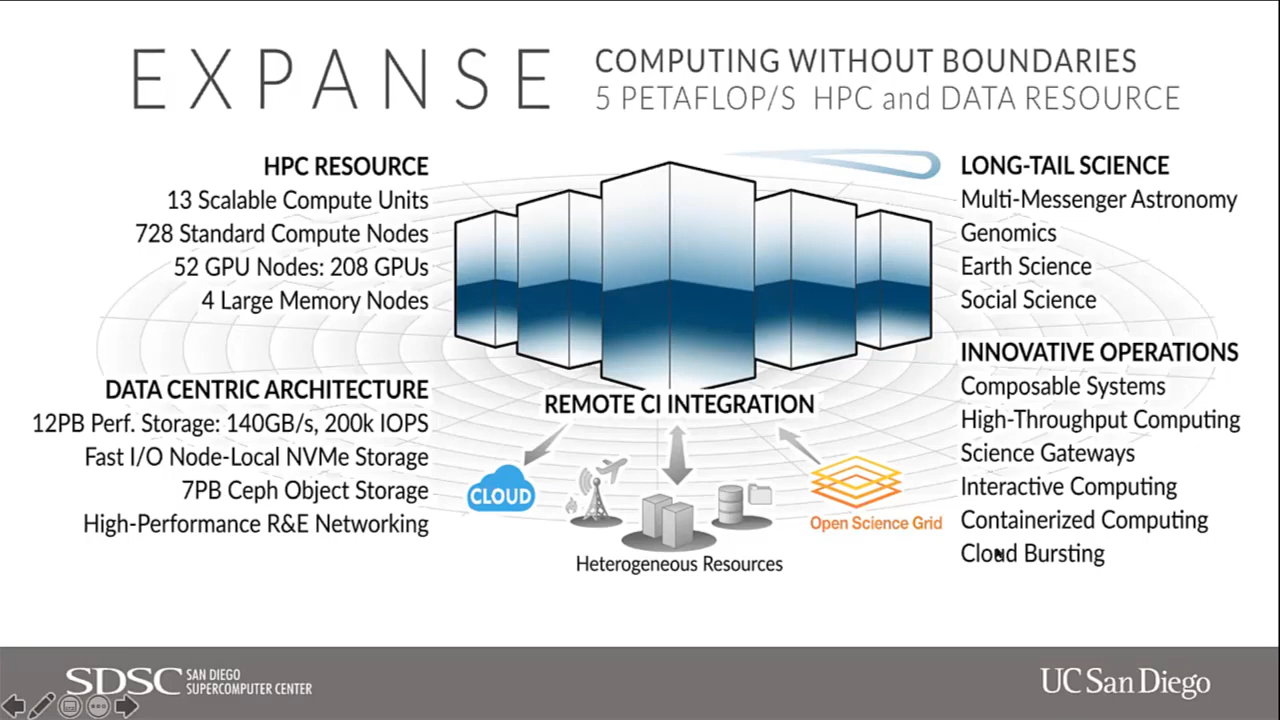 EXPANSE
COMPUTING WITHOUT BOUNDARIES
5 PETAFLOP/S HPC and DATA RESOURCE
HPC RESOURCE
13 Scalable Compute Units
728 Standard Compute Nodes
52 GPU Nodes: 208 GPUs
4 Large Memory Nodes
DATA CENTRIC ARCHITECTURE
12PB Perf. Storage: 140GB/s, 200k IOPS
Fast I/O Node-Local NVMe Storage
7PB Ceph Object Storage
High-Performance R&E Networking
REMOTE CI INTEGRATION
CLOUD
Heterogeneous Resources
Open Science Grid
LONG-TAIL SCIENCE
Multi-Messenger Astronomy
Genomics
Earth Science
Social Science
INNOVATIVE OPERATIONS
Composable Systems
High-Throughput Computing
Science Gateways
Interactive Computing
Containerized Computing
Cloud Bursting
SDSC
SAN DIEGO
SUPERCOMPUTER CENTER
UC San Diego